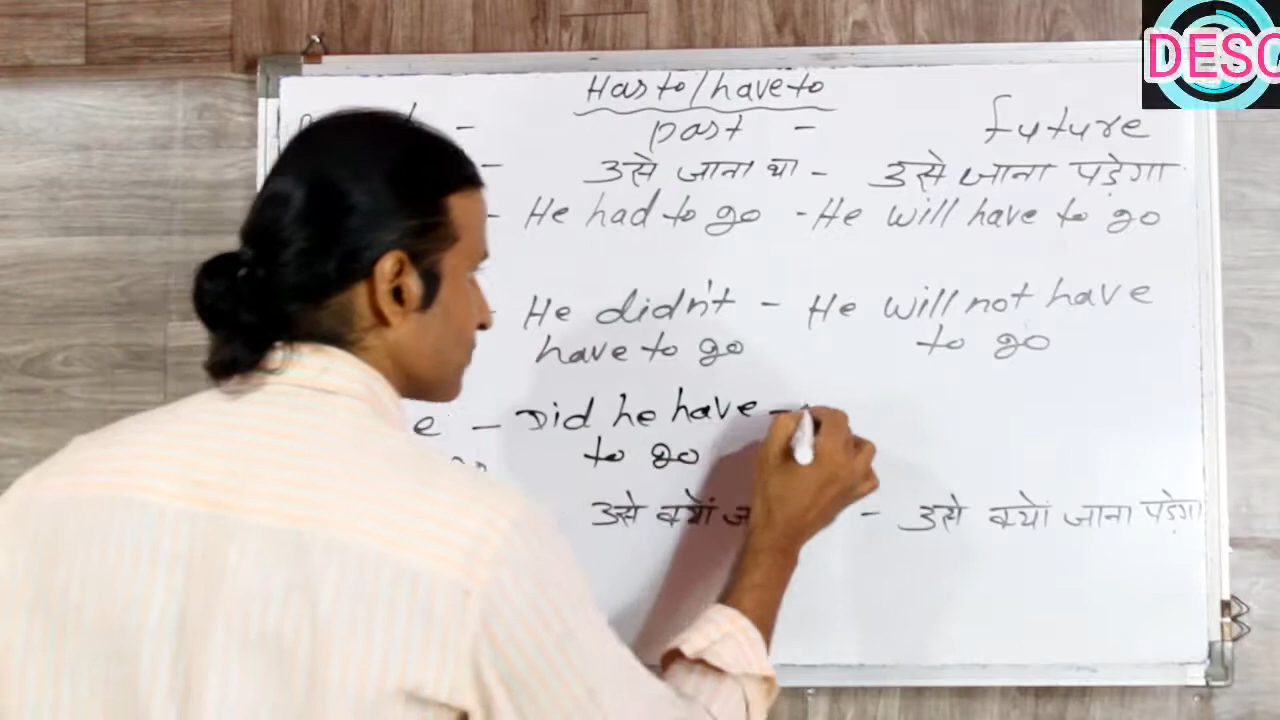 DESC
Has to / have to
past - future
- उसे जाना था - उसे जाना पड़ेगा
- He had to go - He will have to go
He didn't - He will not have
have to go to go
e - Did he have -
to go
उसे क्यों - उसे क्यों जाना पड़ेगा